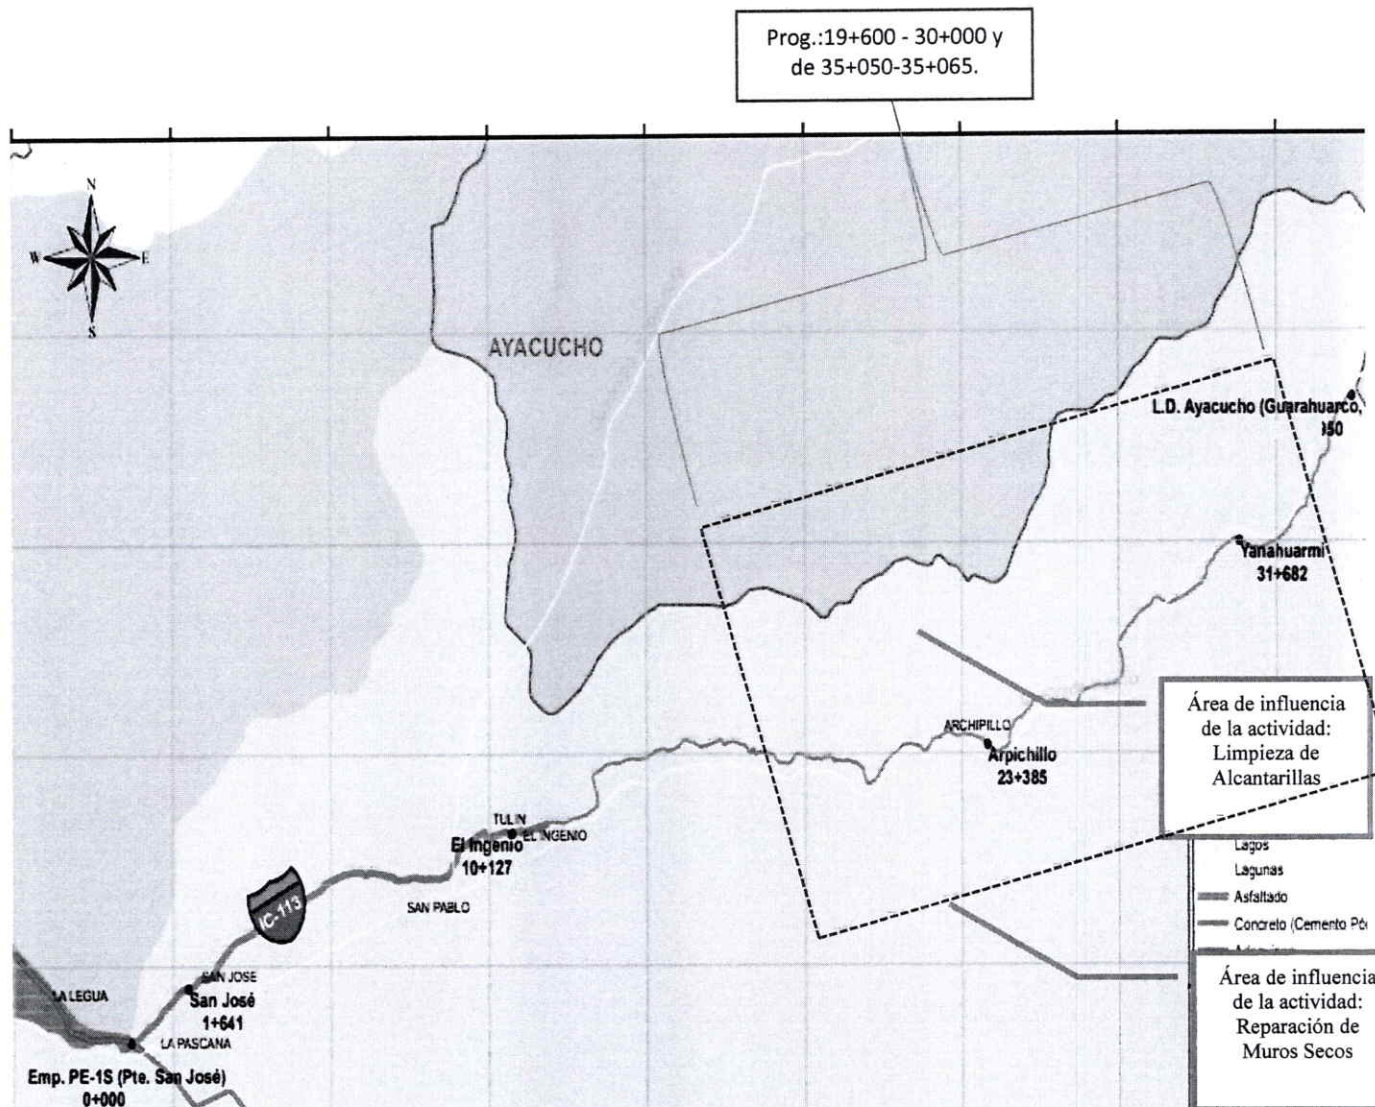 Prog.:19+600 - 30+000 y
de 35+050-35+065.
N
W
E
S
AYACUCHO
L.D. Ayacucho (Guarahuarco,
Yanahuarmi
31+682
Área de influencia
de la actividad:
Limpieza de
Alcantarillas
ARCHIPILLO
Arpichillo
23+385
TULIN
EL INGENIO
El Ingenio
10+127
Lagos
Lagunas
Asfaltado
Concreto (Cemento
SAN PABLO
IC-113
Área de influencia
de la actividad:
Reparación de
Muros Secos
SAN JOSE
San José
1+641
LA LEGUA
LA PASCANA
Emp. PE-1S (Pte. San José)
0+000